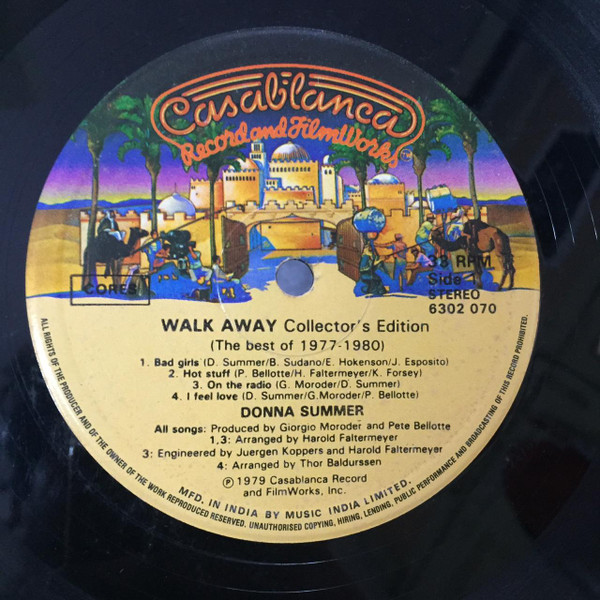 Casablanca
Record and FilmWorks
TM
CORES
33 RPM
Side 1
STEREO
6302 070
WALK AWAY Collector's Edition
(The best of 1977-1980)
1. Bad girls (D. Summer/B. Sudano/E. Hokenson/J. Esposito)
2. Hot stuff (P. Bellotte/H. Faltermeyer/K. Forsey)
3. On the radio (G. Moroder/D. Summer)
4. I feel love (D. Summer/G.Moroder/P. Bellotte)
DONNA SUMMER
All songs: Produced by Giorgio Moroder and Pete Bellotte
1,3: Arranged by Harold Faltermeyer
3: Engineered by Juergen Koppers and Harold Faltermeyer
4: Arranged by Thor Baldurssen
℗ 1979 Casablanca Record
and FilmWorks, Inc.
MFD. IN INDIA BY MUSIC INDIA LIMITED.
ALL RIGHTS OF THE PRODUCER AND OF THE OWNER OF THE WORK REPRODUCED RESERVED. UNAUTHORISED COPYING, HIRING, LENDING, PUBLIC PERFORMANCE AND BROADCASTING OF THIS RECORD PROHIBITED.